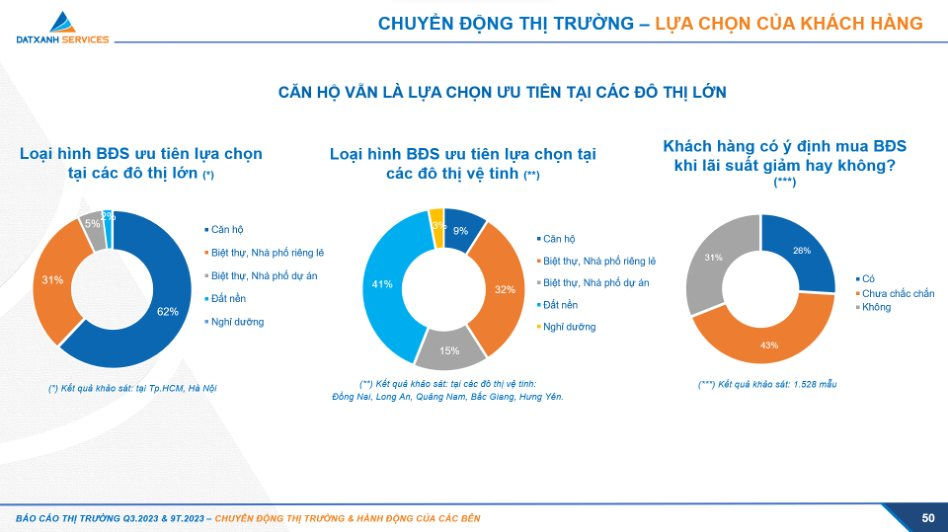 DATXANH SERVICES
CHUYỂN ĐỘNG THỊ TRƯỜNG – LỰA CHỌN CỦA KHÁCH HÀNG
CĂN HỘ VẪN LÀ LỰA CHỌN ƯU TIÊN TẠI CÁC ĐÔ THỊ LỚN
Loại hình BĐS ưu tiên lựa chọn
tại các đô thị lớn (*)
2%
5%
31%
62%
Căn hộ
Biệt thự, Nhà phố riêng lẻ
Biệt thự, Nhà phố dự án
Đất nền
Nghỉ dưỡng
(*) Kết quả khảo sát: tại Tp.HCM, Hà Nội
Loại hình BĐS ưu tiên lựa chọn tại
các đô thị vệ tinh (**)
3%
9%
41%
32%
15%
Căn hộ
Biệt thự, Nhà phố riêng lẻ
Biệt thự, Nhà phố dự án
Đất nền
Nghỉ dưỡng
(**) Kết quả khảo sát: tại các đô thị vệ tinh:
Đồng Nai, Long An, Quảng Nam, Bắc Giang, Hưng Yên.
Khách hàng có ý định mua BĐS
khi lãi suất giảm hay không?
(***)
26%
31%
43%
Có
Chưa chắc chắn
Không
(***) Kết quả khảo sát: 1.528 mẫu
BÁO CÁO THỊ TRƯỜNG Q3.2023 & 9T.2023 – CHUYỂN ĐỘNG THỊ TRƯỜNG & HÀNH ĐỘNG CỦA CÁC BÊN
50